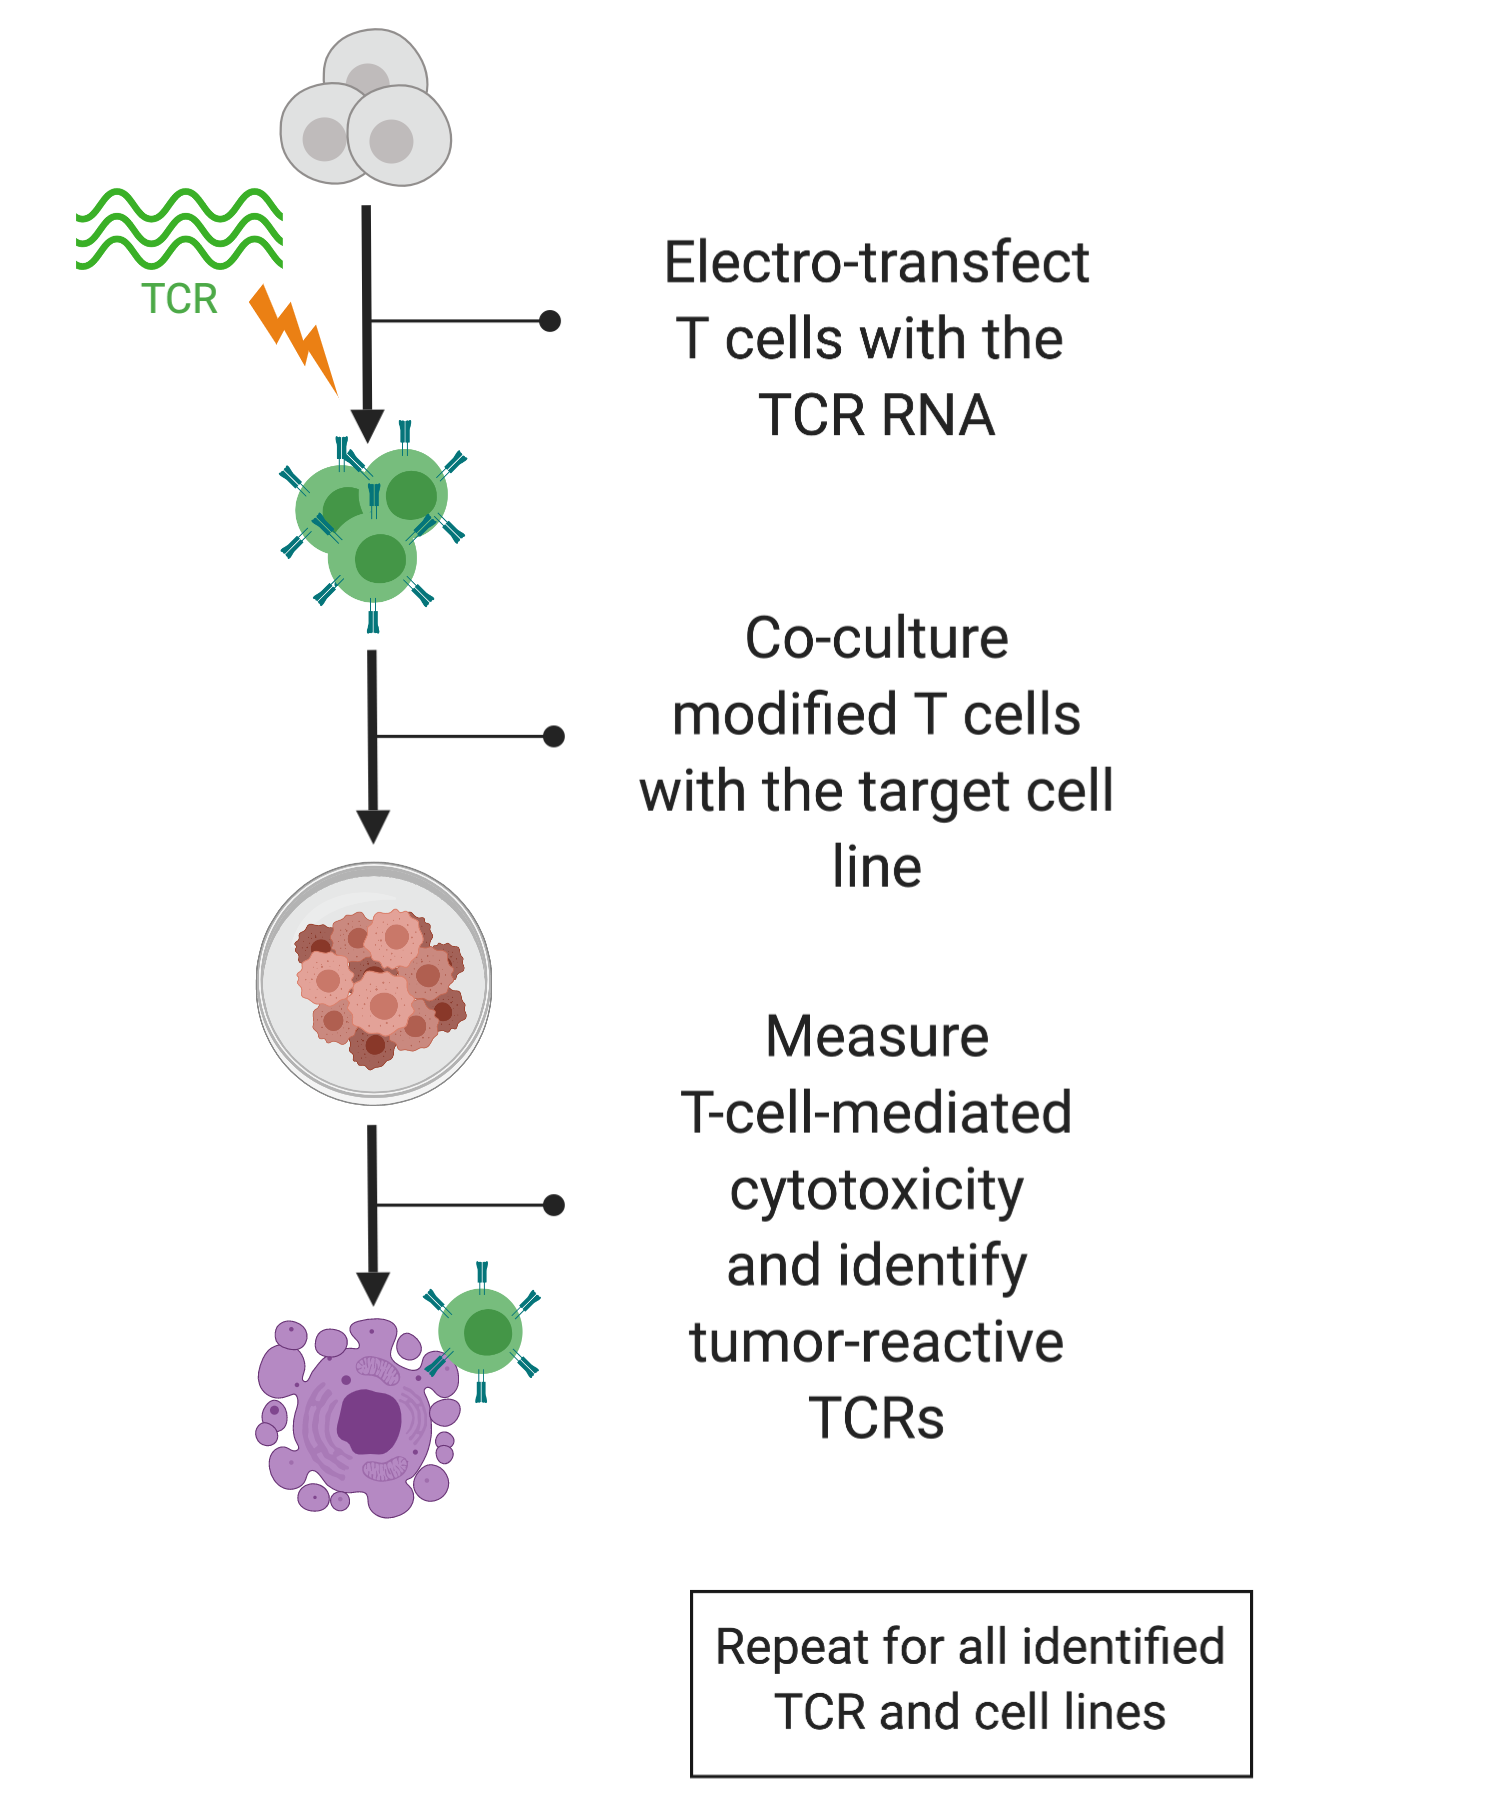 TCR
Electro-transfect
T cells with the
TCR RNA
Co-culture
modified T cells
with the target cell
line
Measure
T-cell-mediated
cytotoxicity
and identify
tumor-reactive
TCRs
Repeat for all identified
TCR and cell lines